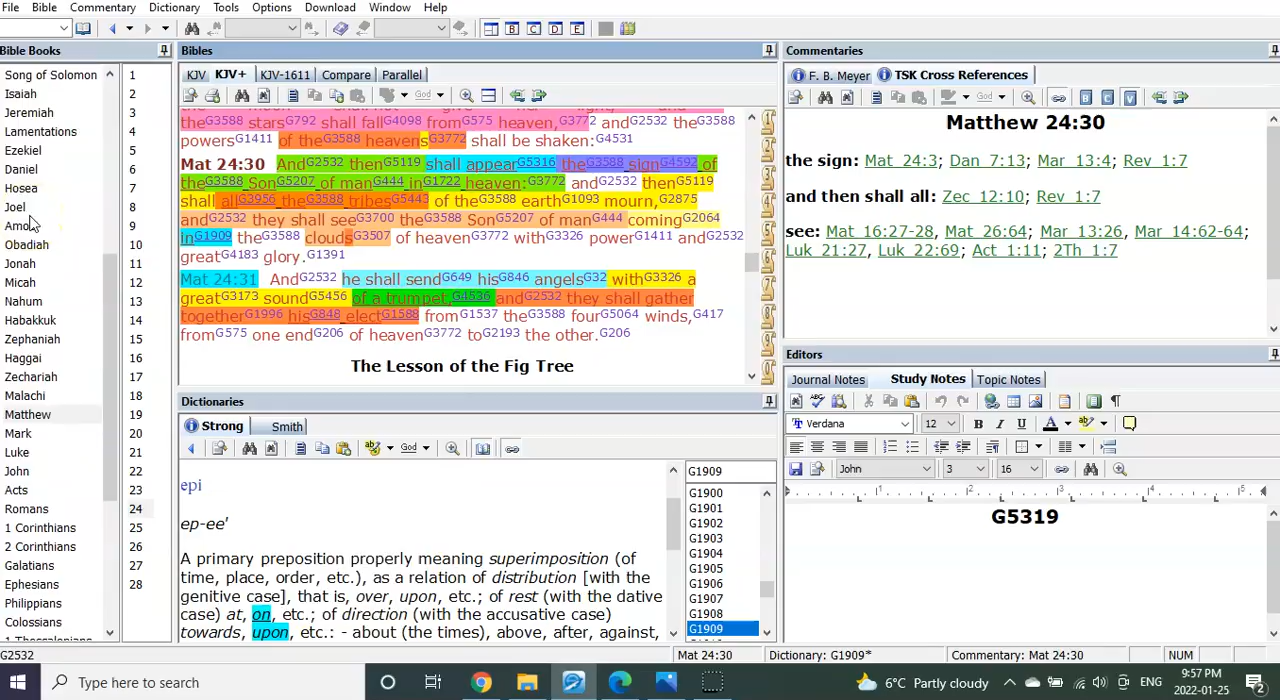 File Bible Commentary Dictionary Tools Options Download Window Help
B C D E
Bible Books
Song of Solomon
Isaiah
Jeremiah
Lamentations
Ezekiel
Daniel
Hosea
Joel
Amos
Obadiah
Jonah
Micah
Nahum
Habakkuk
Zephaniah
Haggai
Zechariah
Malachi
Matthew
Mark
Luke
John
Acts
Romans
1 Corinthians
2 Corinthians
Galatians
Ephesians
Philippians
Colossians
1 Thessalonians
1
2
3
4
5
6
7
8
9
10
11
12
13
14
15
16
17
18
19
20
21
22
23
24
25
26
27
28
Bibles
KJV KJV+ KJV-1611 Compare Parallel
God
the G3588 stars G792 shall fall G4098 from G575 heaven, G3772 and G2532 the
powers G1411 of the G3588 heavens G3772 shall be shaken: G4531
Mat 24:30 And G2532 then G5119 shall appear G5316 the G3588 sign G4592 of
the G3588 Son G5207 of man G444 in G1722 heaven: G3772 and G2532 then G5119
shall all G3956 the G3588 tribes G5443 of the G3588 earth G1093 mourn, G2875
and G2532 they shall see G3700 the G3588 Son G5207 of man G444 coming G2064
in G1909 the G3588 clouds G3507 of heaven G3772 with G3326 power G1411 and G2532
great G4183 glory. G1391
Mat 24:31 And G2532 he shall send G649 his G846 angels G32 with G3326 a
great G3173 sound G5456 of a trumpet, G4536 and G2532 they shall gather
together G1996 his G848 elect G1588 from G1537 the G3588 four G5064 winds, G417
from G575 one end G206 of heaven G3772 to G2193 the other. G206
The Lesson of the Fig Tree
Dictionaries
Strong Smith
God
G1909
epi
ep-ee'
A primary preposition properly meaning superimposition (of
time, place, order, etc.), as a relation of distribution [with the
genitive case], that is, over, upon, etc.; of rest (with the dative
case) at, on, etc.; of direction (with the accusative case)
towards, upon, etc.: - about (the times), above, after, against,
G1900
G1901
G1902
G1903
G1904
G1905
G1906
G1907
G1908
G1909
Commentaries
F. B. Meyer TSK Cross References
God B C V
Matthew 24:30
the sign: Mat 24:3; Dan 7:13; Mar 13:4; Rev 1:7
and then shall all: Zec 12:10; Rev 1:7
see: Mat 16:27-28, Mat 26:64; Mar 13:26, Mar 14:62-64;
Luk 21:27, Luk 22:69; Act 1:11; 2Th 1:7
Editors
Journal Notes Study Notes Topic Notes
Verdana 12 B I U A
John 3 16
1 2 3 4 5
G5319
G2532 Mat 24:30 Dictionary: G1909* Commentary: Mat 24:30 NUM
Type here to search
6°C Partly cloudy ENG 9:57 PM 2022-01-25 2